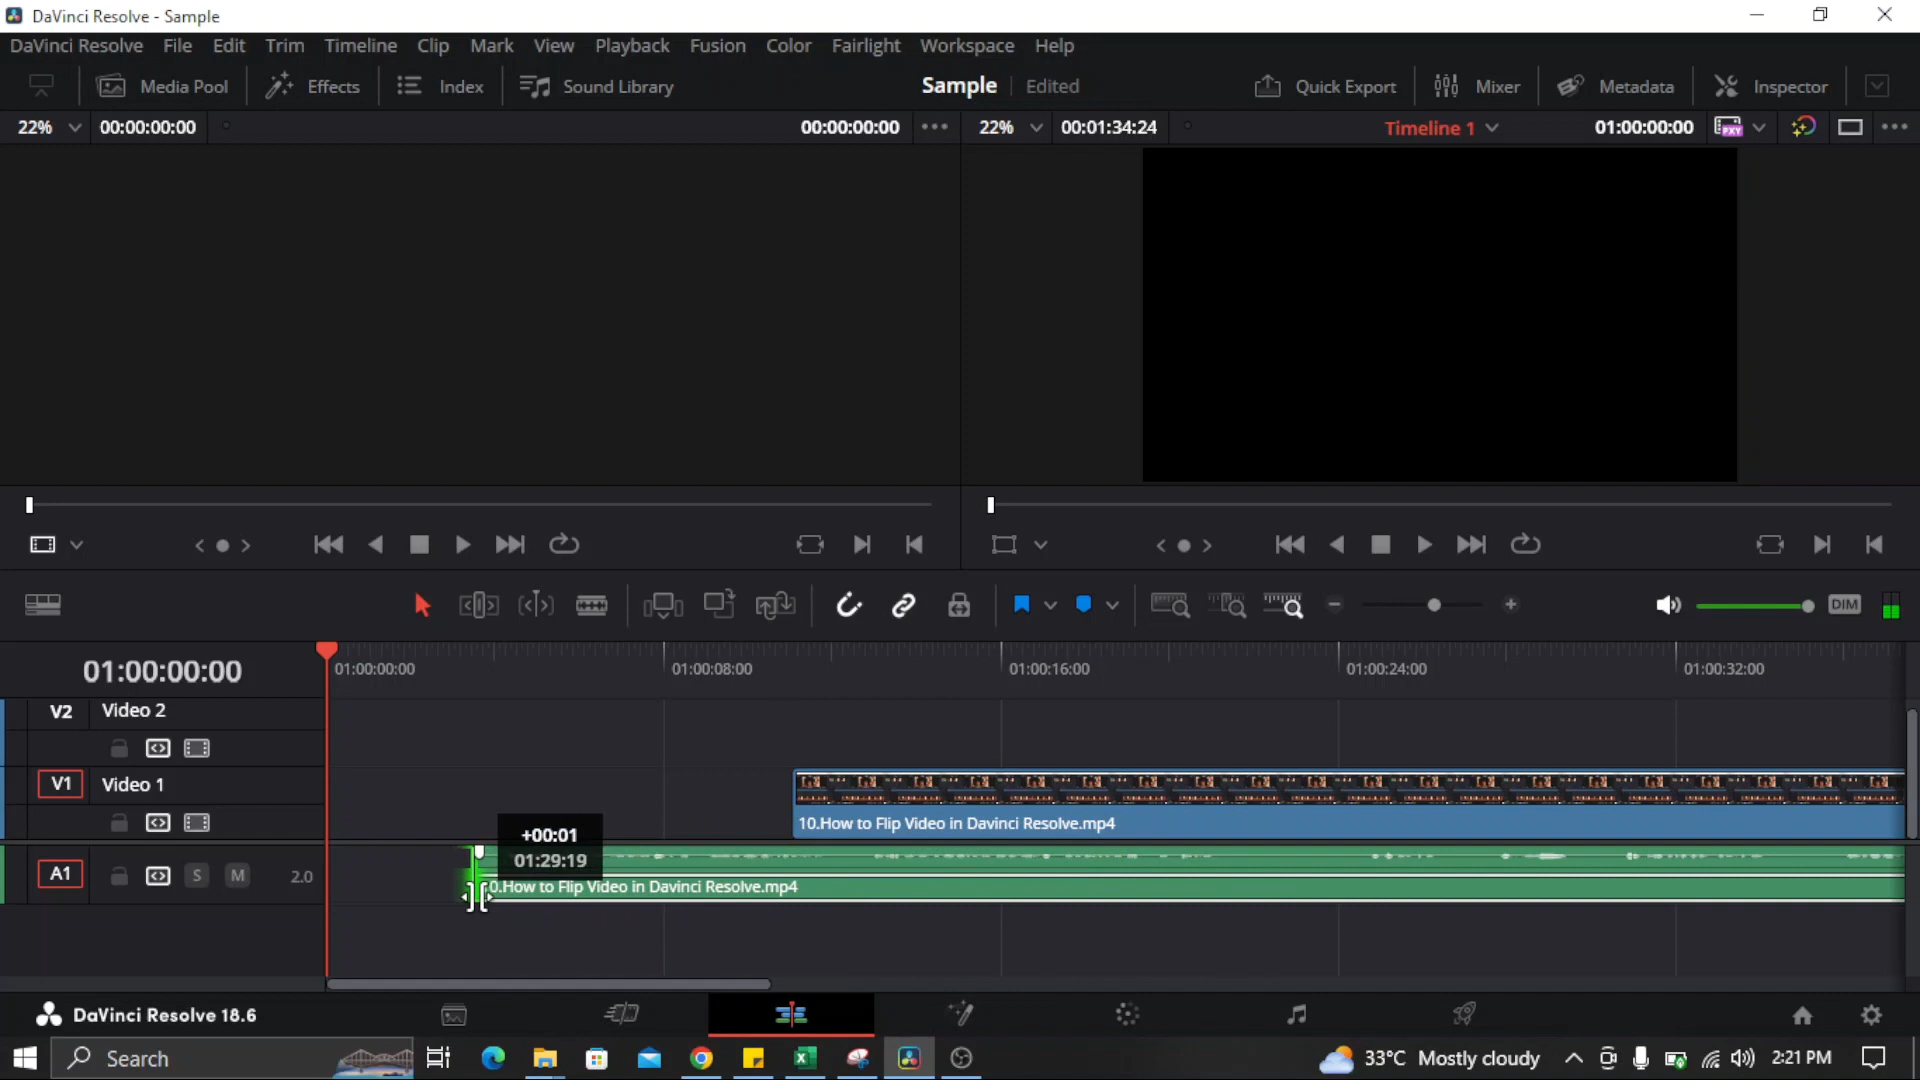 DaVinci Resolve - Sample
DaVinci Resolve File Edit Trim Timeline Clip Mark View Playback Fusion Color Fairlight Workspace Help
Media Pool Effects Index Sound Library Sample Edited Quick Export Mixer Metadata Inspector
22% 00:00:00:00 00:00:00:00 22% 00:01:34:24 Timeline 1 01:00:00:00 PXY
DIM
01:00:00:00 01:00:00:00 01:00:08:00 01:00:16:00 01:00:24:00 01:00:32:00
V2 Video 2
V1 Video 1
10.How to Flip Video in Davinci Resolve.mp4
+00:01
01:29:19
A1 S M 2.0
0.How to Flip Video in Davinci Resolve.mp4
DaVinci Resolve 18.6
Search 33°C Mostly cloudy 2:21 PM